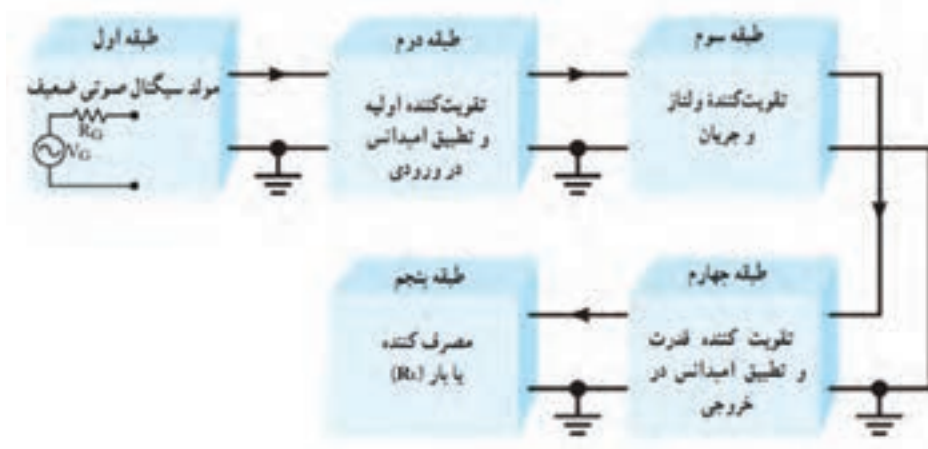 طبقه اول
مولد سیگنال صوتی ضعیف
RG
VG
طبقه دوم
تقویت‌کننده اولیه
و تطبیق امپدانس
در ورودی
طبقه سوم
تقویت‌کنندهٔ ولتاژ
و جریان
طبقه چهارم
تقویت کننده قدرت
و تطبیق امپدانس در
خروجی
طبقه پنجم
مصرف کننده
یا بار (RL)